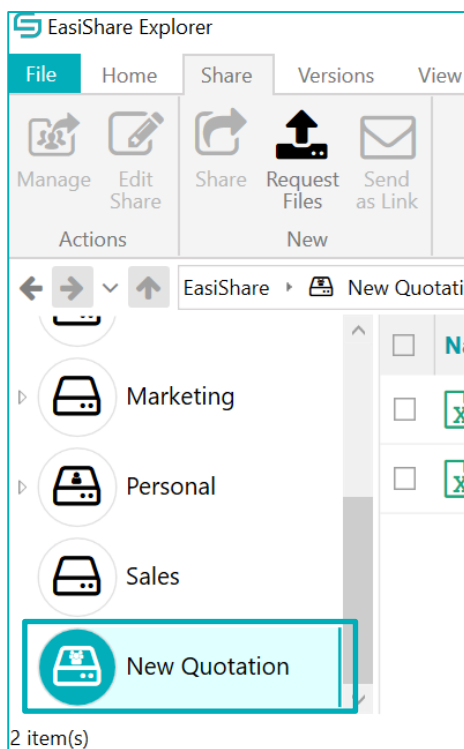 EasiShare Explorer
File Home Share Versions View
Manage Edit Share Share Request Files Send as Link
Actions New
EasiShare New Quotati
Na
Marketing
Personal
Sales
New Quotation
2 item(s)